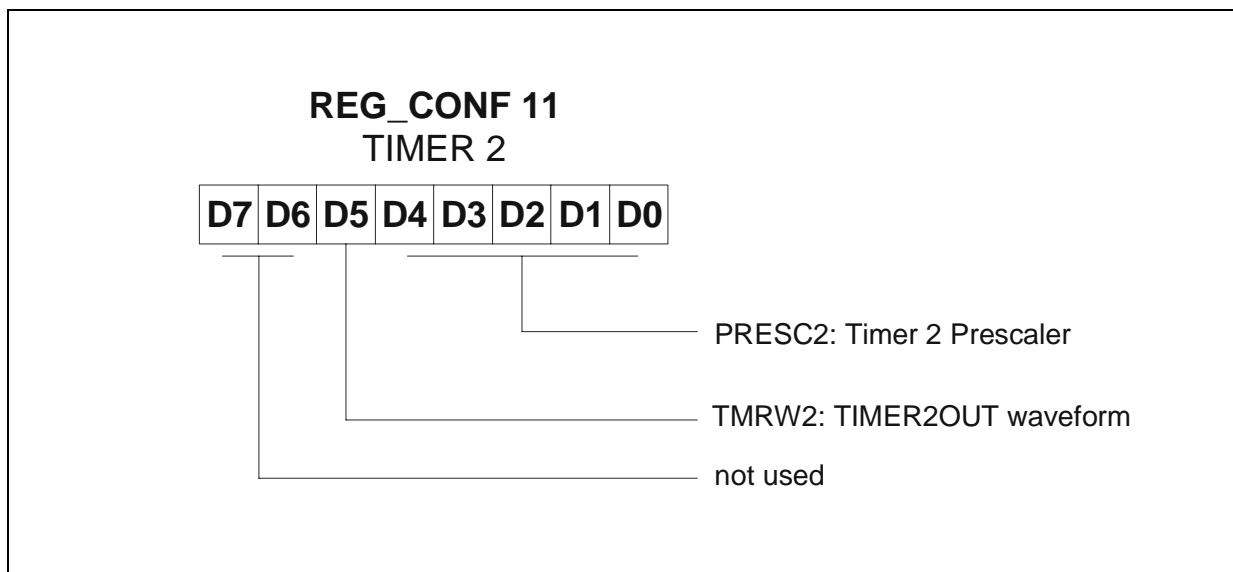 REG_CONF 11
TIMER 2
D7 D6 D5 D4 D3 D2 D1 D0
PRESC2: Timer 2 Prescaler
TMRW2: TIMER2OUT waveform
not used